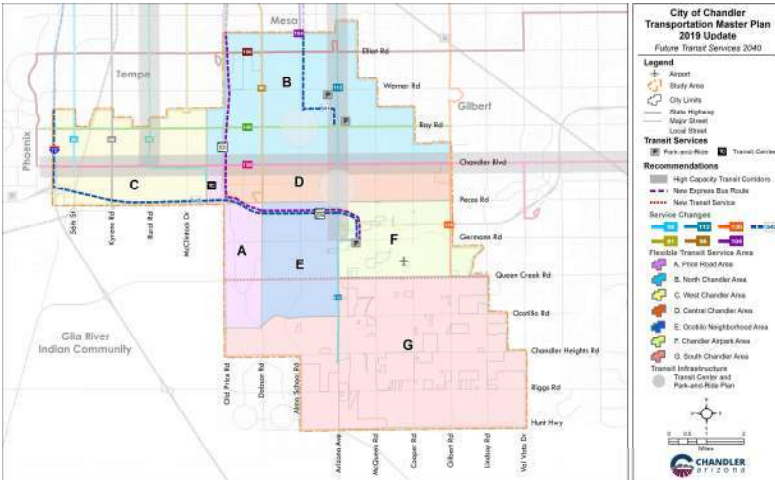 City of Chandler
Transportation Master Plan
2019 Update
Future Transit Services 2040
Legend
Airport
Study Area
City Limits
State Highway
Major Street
Local Street
Transit Services
P Park-and-Ride
Transit Center
Recommendations
High Capacity Transit Corridors
New Express Bus Route
New Transit Service
Service Changes
112
104
Flexible Transit Service Area
A. Price Road Area
B. North Chandler Area
C. West Chandler Area
D. Central Chandler Area
E. Ocotillo Neighborhood Area
F. Chandler Airpark Area
G. South Chandler Area
Transit Infrastructure
Transit Center and
Park-and-Ride Plan
0 0.5 1 2
Miles
CHANDLER
arizona
Mesa
Tempe
Gilbert
Phoenix
Gila River
Indian Community
A
B
C
D
E
F
G
P
P
P
Elliot Rd
Warner Rd
Ray Rd
Chandler Blvd
Pecos Rd
Germann Rd
Queen Creek Rd
Ocotillo Rd
Chandler Heights Rd
Riggs Rd
Hunt Hwy
56th St
Kyrene Rd
Rural Rd
McClintock Dr
Old Price Rd
Dobson Rd
Alma School Rd
Arizona Ave
McQueen Rd
Cooper Rd
Gilbert Rd
Lindsay Rd
Val Vista Dr